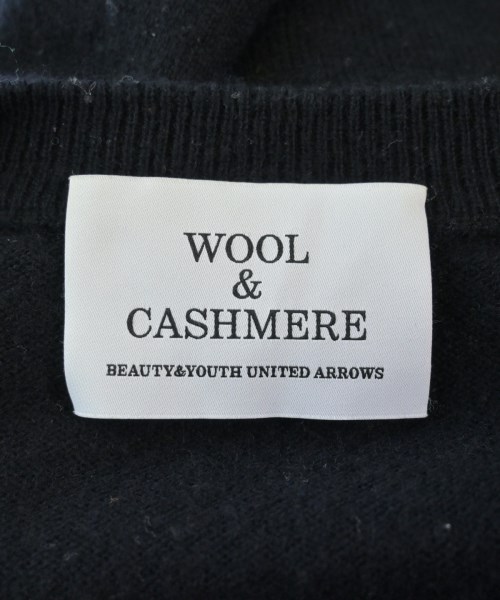 WOOL
&
CASHMERE
BEAUTY&YOUTH UNITED ARROWS